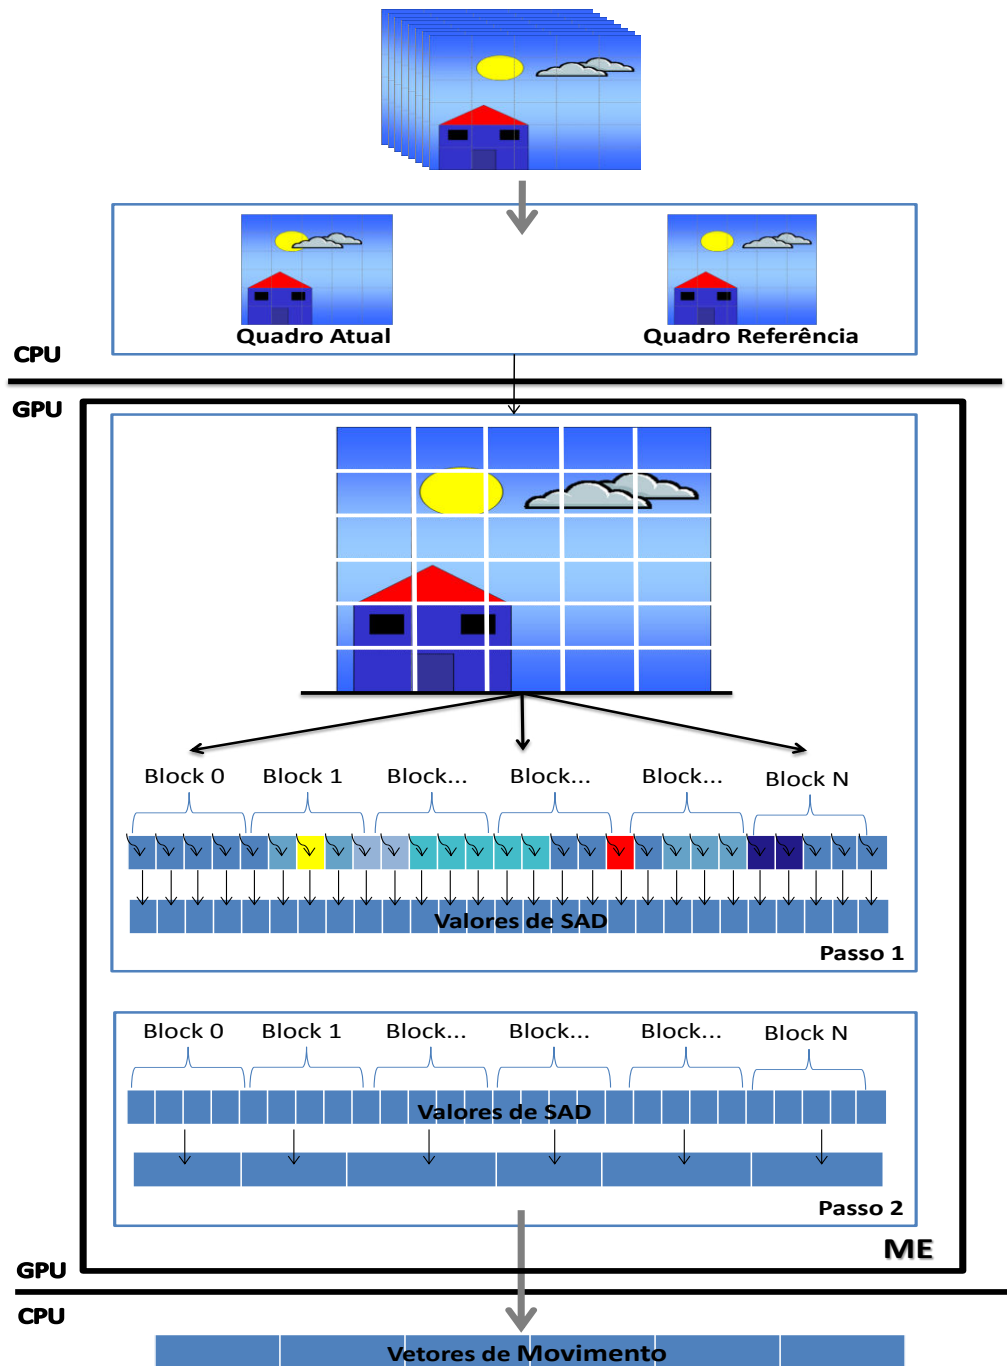 Quadro Atual
Quadro Referência
CPU
GPU
Block 0 Block 1 Block... Block... Block... Block N
Valores de SAD
Passo 1
Block 0 Block 1 Block... Block... Block... Block N
Valores de SAD
Passo 2
ME
GPU
CPU
Vetores de Movimento